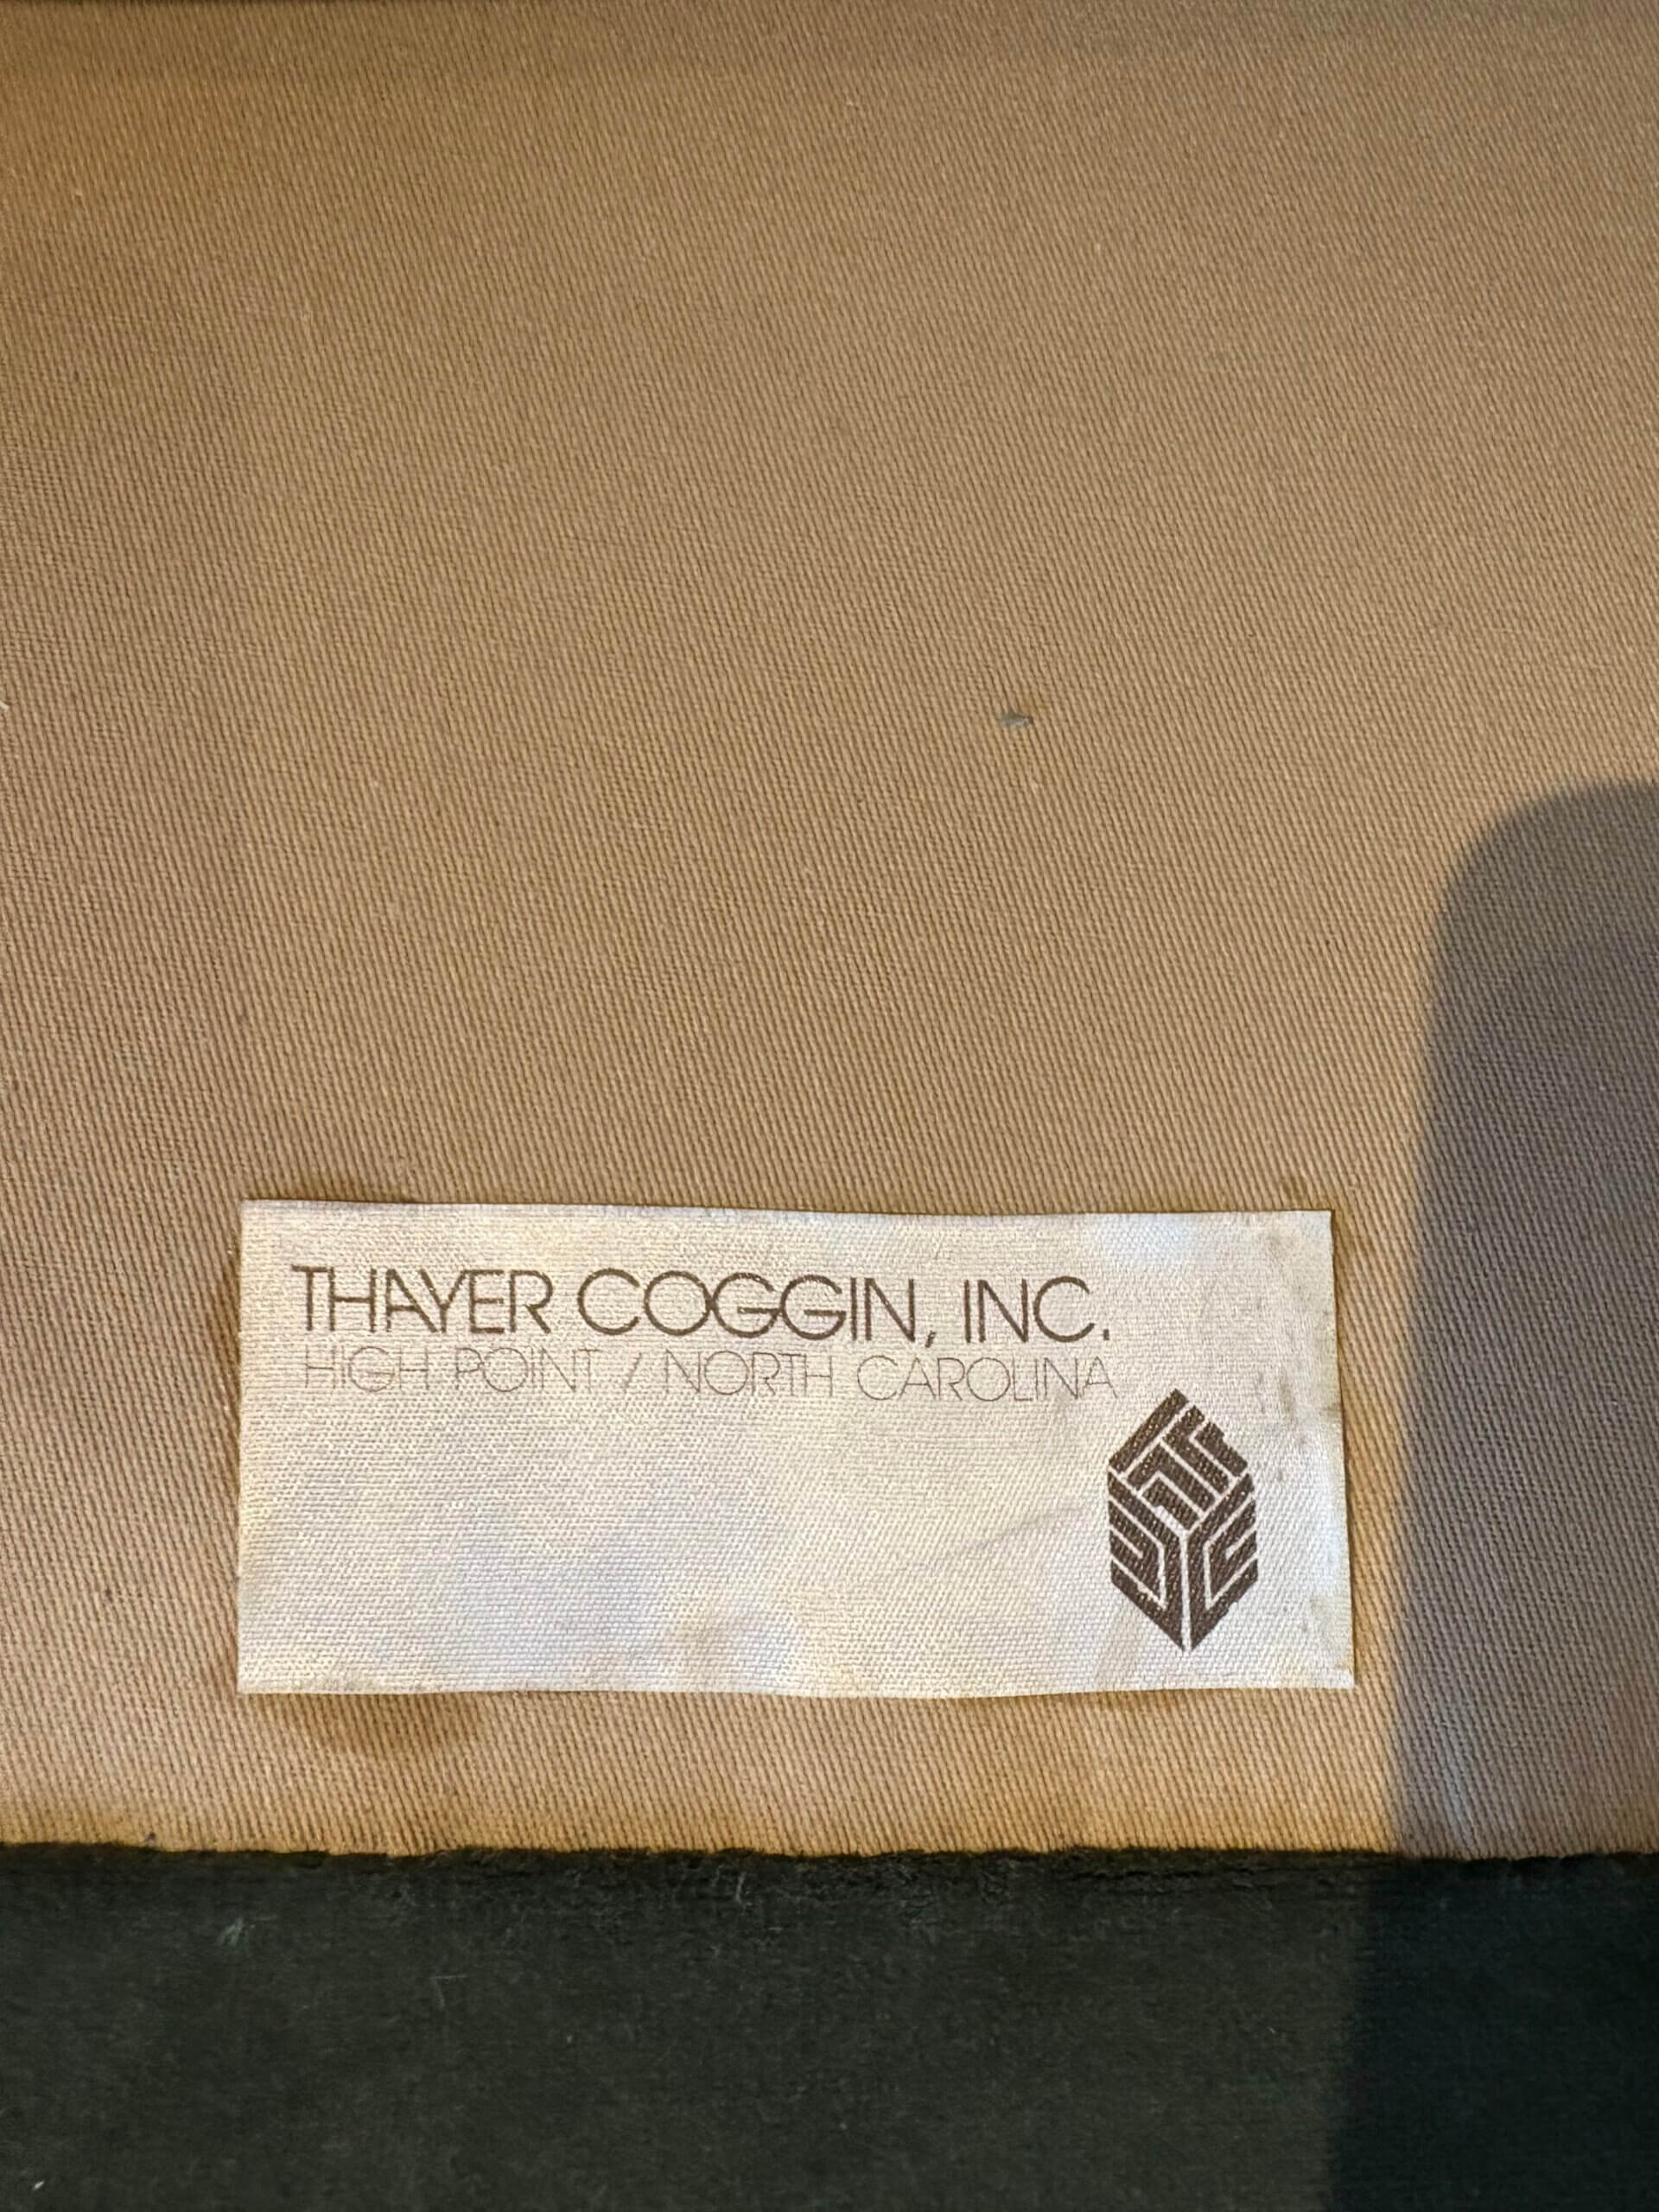 THAYER COGGIN, INC.
HIGH POINT / NORTH CAROLINA